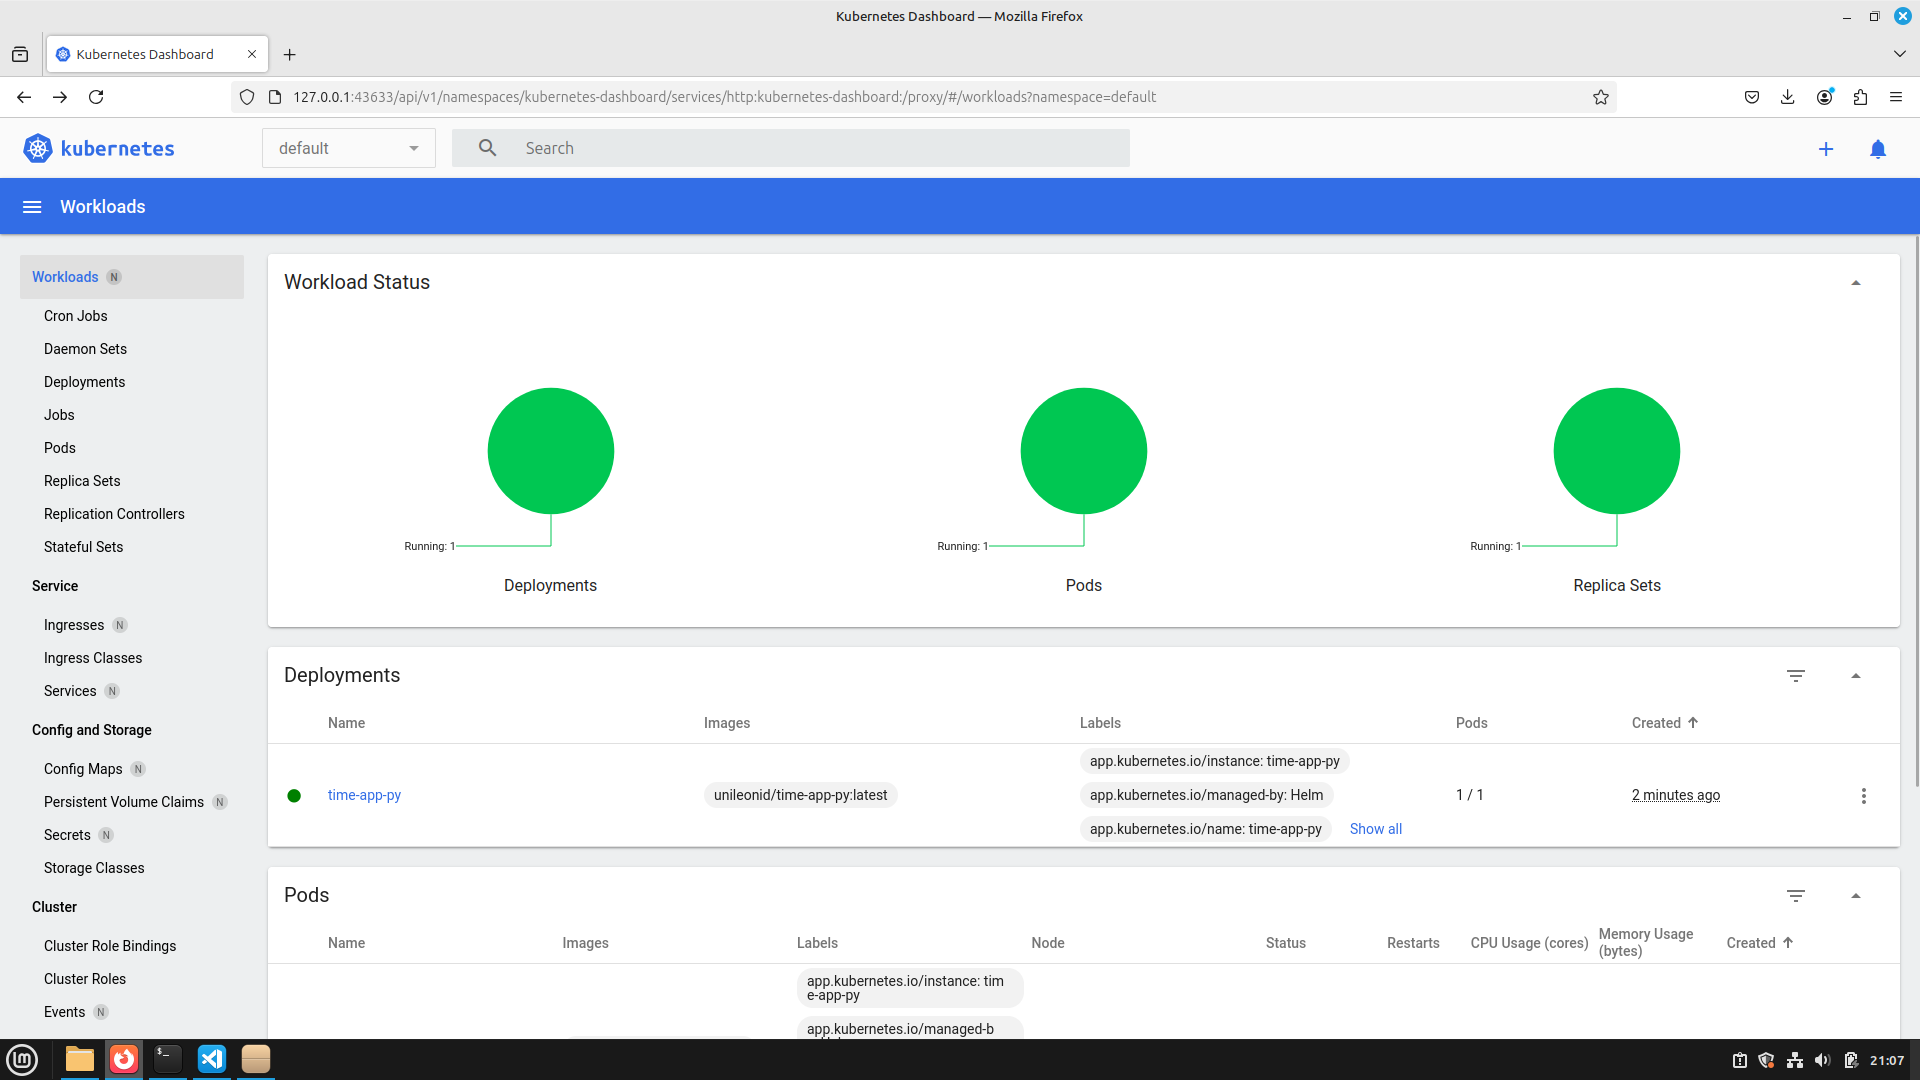 Kubernetes Dashboard — Mozilla Firefox
Kubernetes Dashboard
127.0.0.1:43633/api/v1/namespaces/kubernetes-dashboard/services/http:kubernetes-dashboard:/proxy/#/workloads?namespace=default
kubernetes
default
Search
Workloads
Workloads N
Cron Jobs
Daemon Sets
Deployments
Jobs
Pods
Replica Sets
Replication Controllers
Stateful Sets
Service
Ingresses N
Ingress Classes
Services N
Config and Storage
Config Maps N
Persistent Volume Claims N
Secrets N
Storage Classes
Cluster
Cluster Role Bindings
Cluster Roles
Events N
Workload Status
Running: 1
Deployments
Running: 1
Pods
Running: 1
Replica Sets
Deployments
Name Images Labels Pods Created
time-app-py
unileonid/time-app-py:latest
app.kubernetes.io/instance: time-app-py
app.kubernetes.io/managed-by: Helm
app.kubernetes.io/name: time-app-py
Show all
1 / 1
2 minutes ago
Pods
Name Images Labels Node Status Restarts CPU Usage (cores) Memory Usage
(bytes) Created
app.kubernetes.io/instance: tim
e-app-py
app.kubernetes.io/managed-b
21:07